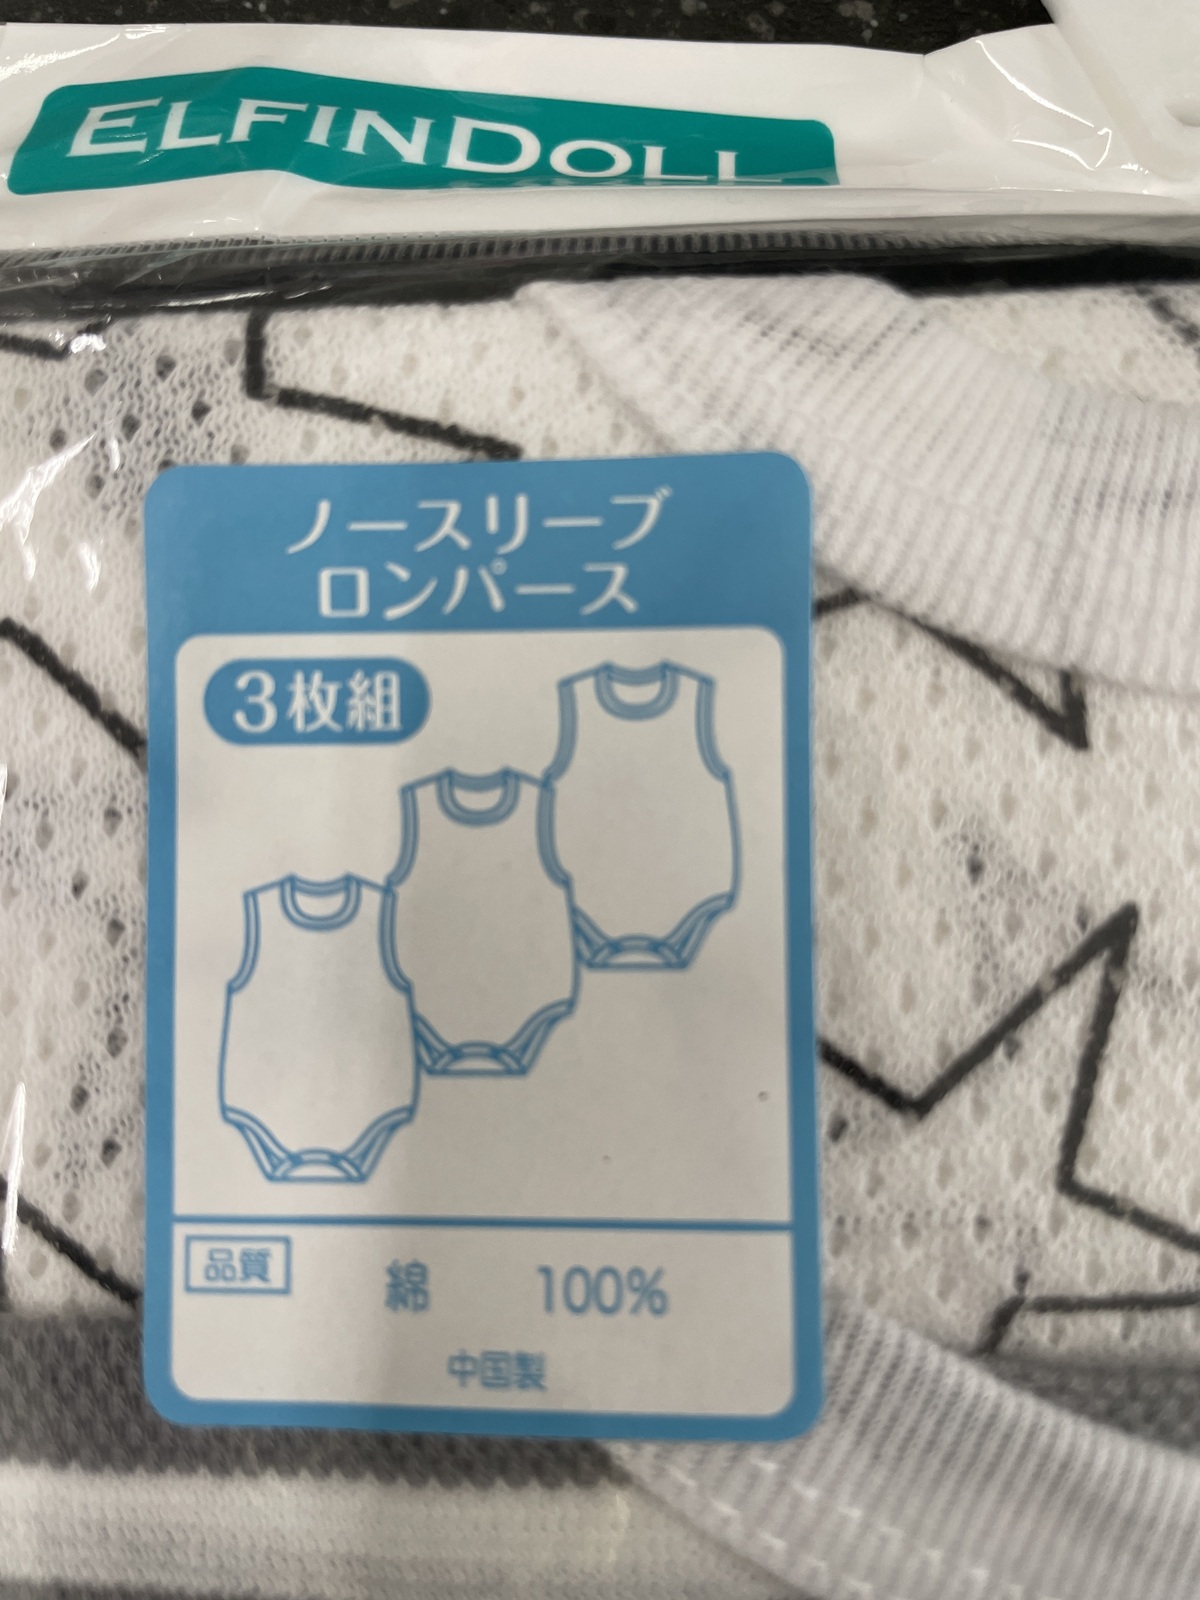 ELFINDOLL
ノースリーブ
ロンパース
3枚組
品質 綿 100%
中国製